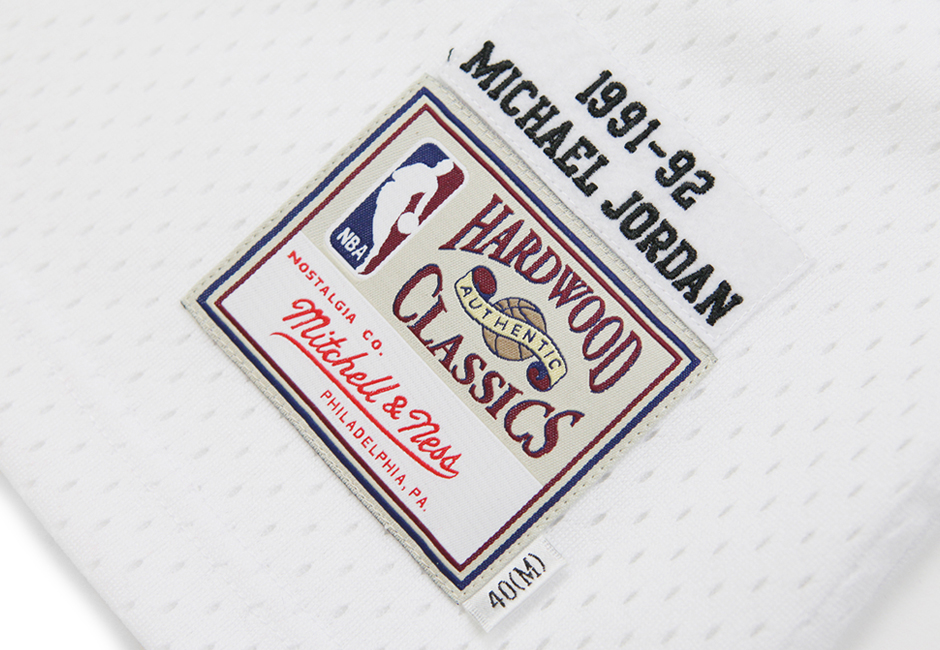 1991-92
MICHAEL JORDAN
NBA
HARDWOOD
AUTHENTIC
CLASSICS
NOSTALGIA CO.
Mitchell & Ness
PHILADELPHIA, PA.
40(M)